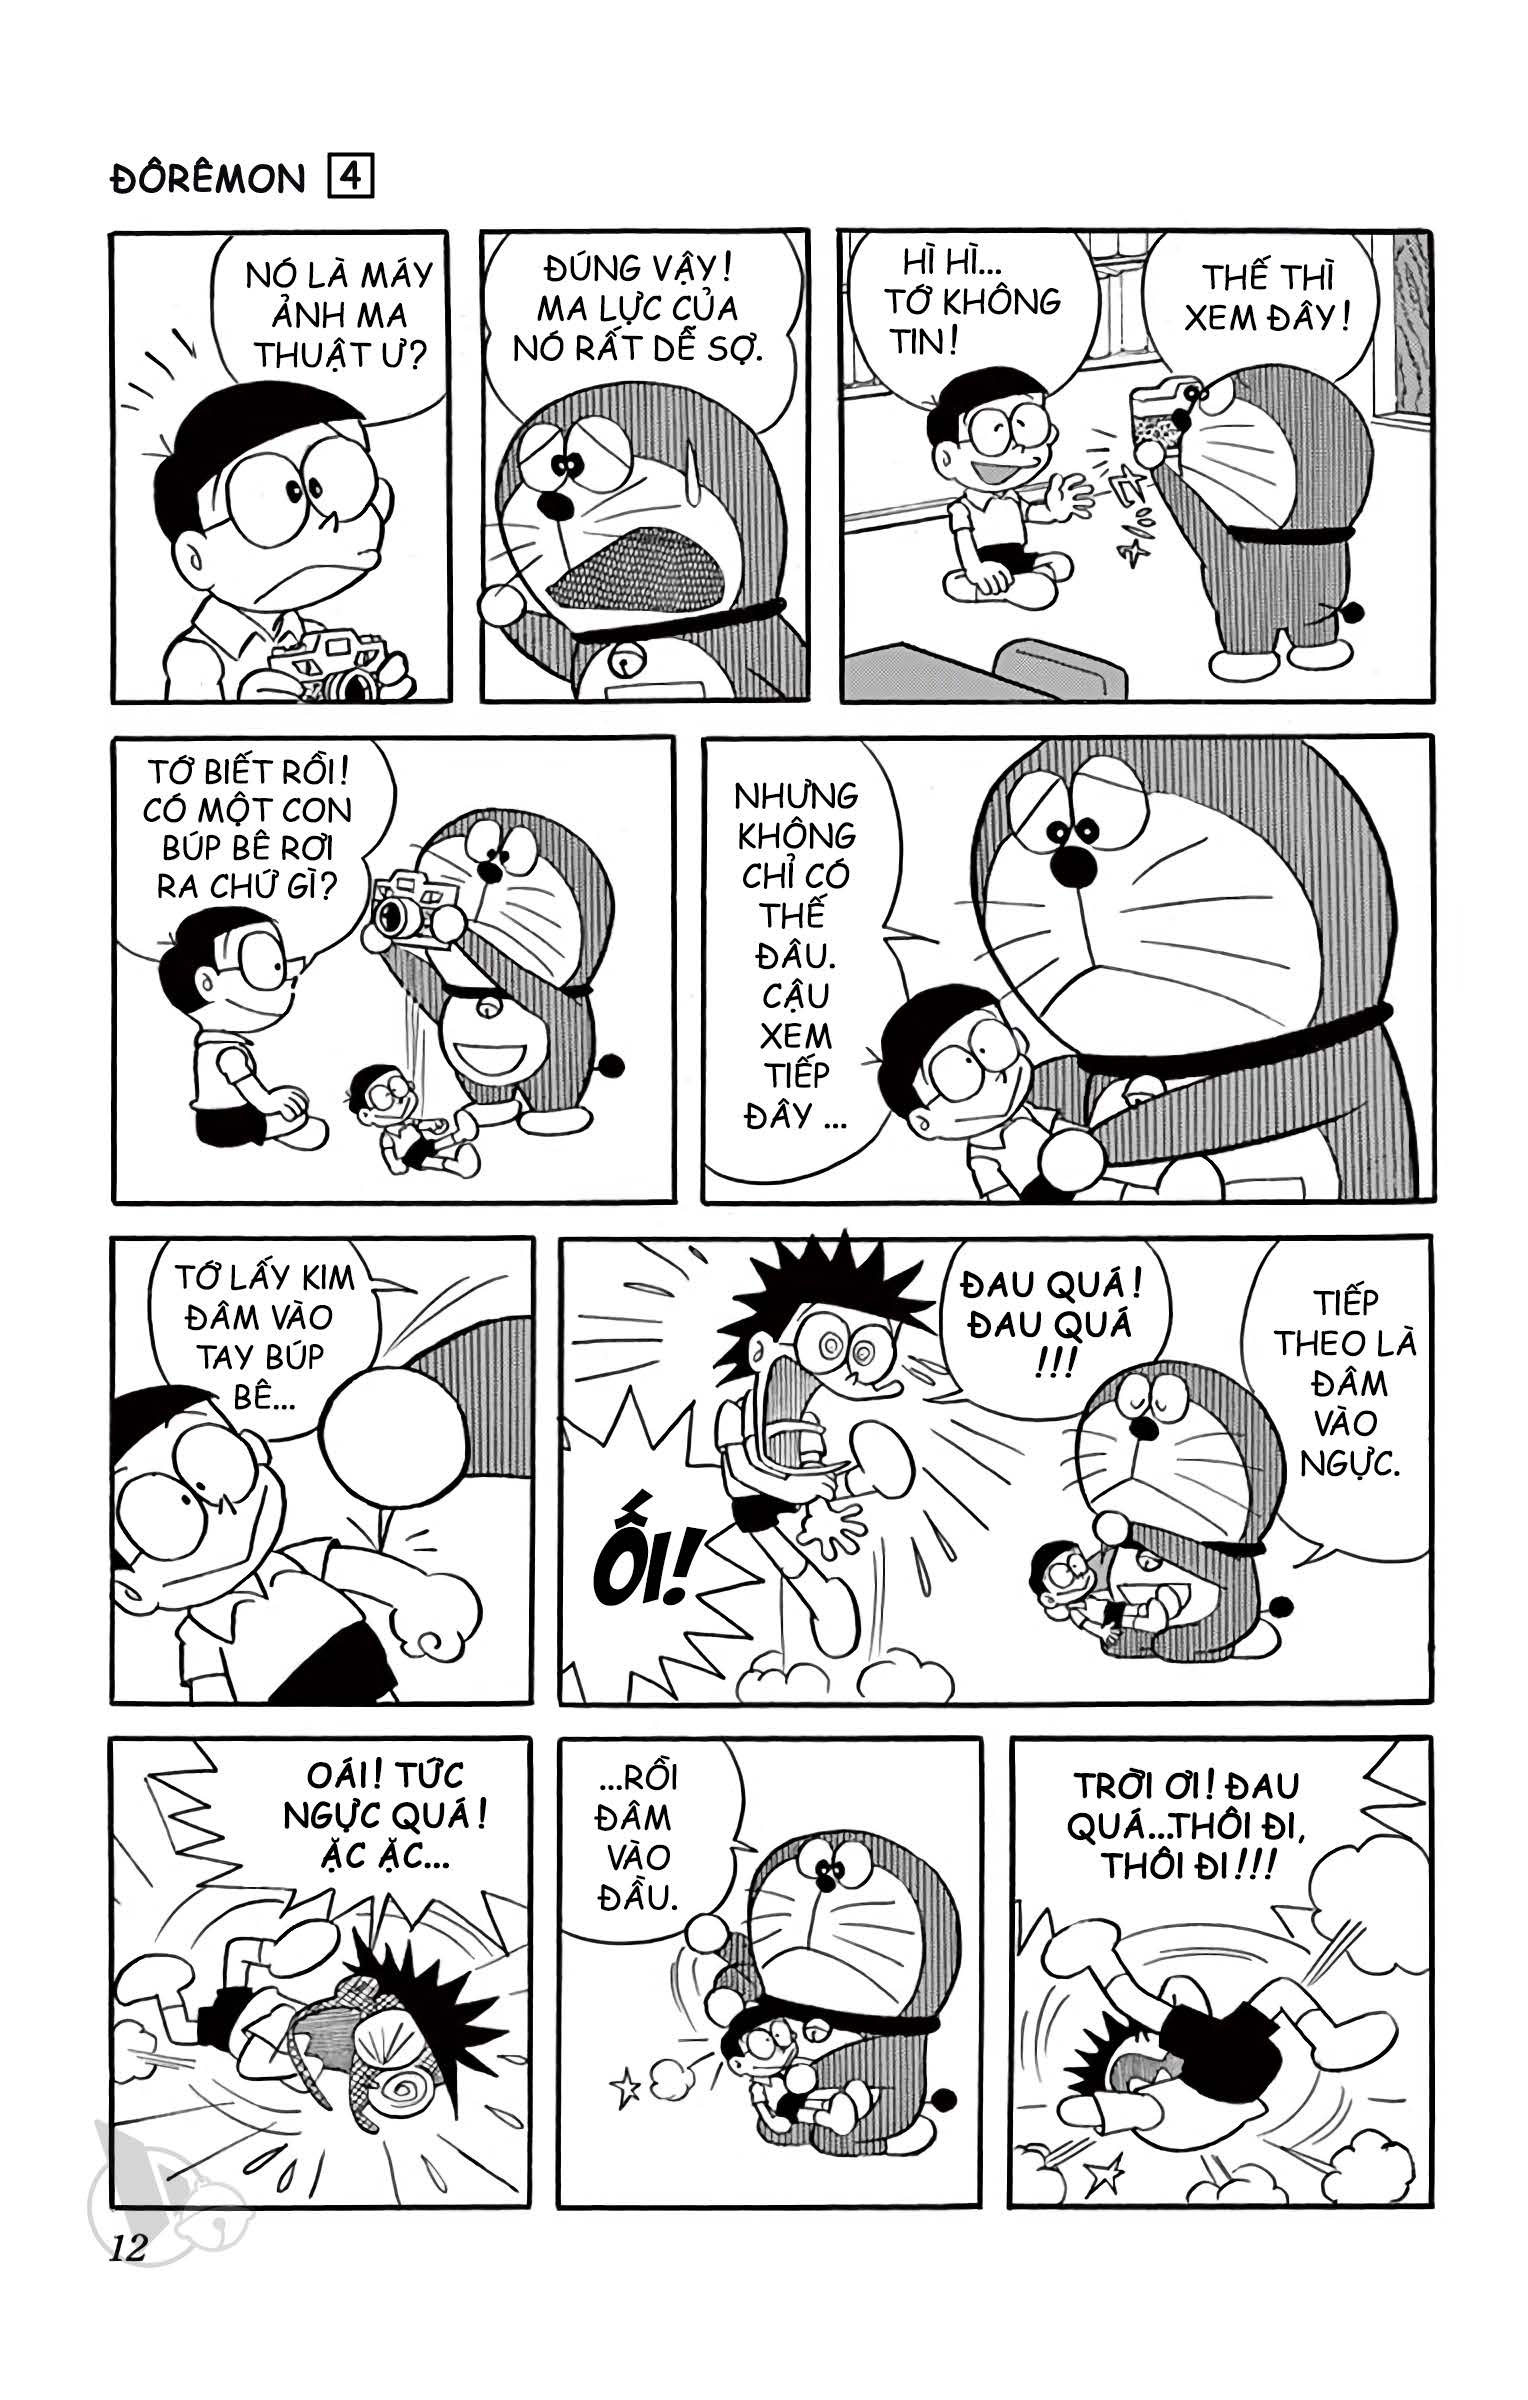 ĐÔRÊMON 4
NÓ LÀ MÁY
ẢNH MA
THUẬT Ư?
ĐÚNG VẬY!
MA LỰC CỦA
NÓ RẤT DỄ SỢ.
HÌ HÌ...
TỚ KHÔNG
TIN!
THẾ THÌ
XEM ĐÂY!
セッ
TỚ BIẾT RỒI!
CÓ MỘT CON
BÚP BÊ RƠI
RA CHỨ GÌ?
NHƯNG
KHÔNG
CHỈ CÓ
THẾ
ĐÂU.
CẬU
XEM
TIẾP
ĐÂY ...
TỚ LẤY KIM
ĐÂM VÀO
TAY BÚP
BÊ...
ỐI!
ĐAU QUÁ!
ĐAU QUÁ
!!!
TIẾP
THEO LÀ
ĐÂM
VÀO
NGỰC.
OÁI! TỨC
NGỰC QUÁ!
ẶC ẶC...
...RỒI
ĐÂM
VÀO
ĐẦU.
TRỜI ƠI! ĐAU
QUÁ...THÔI ĐI,
THÔI ĐI!!!
12